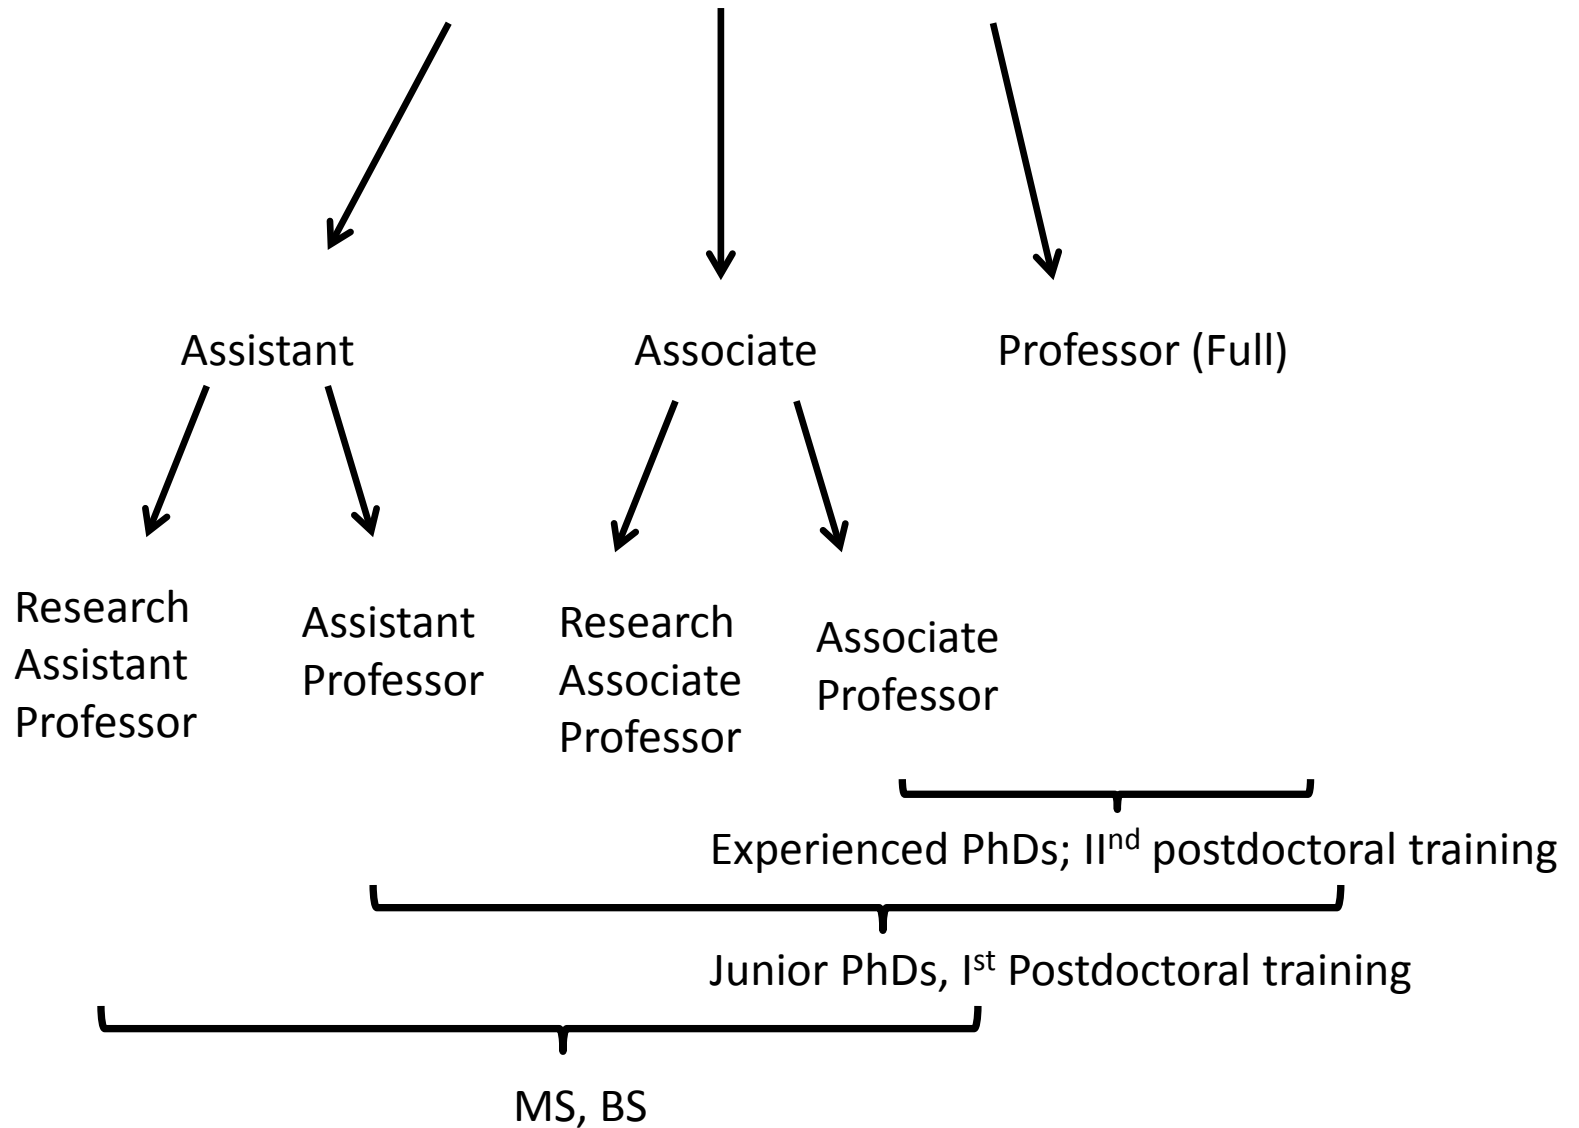 Assistant
Associate
Professor (Full)
Research
Assistant
Professor
Assistant
Professor
Research
Associate
Professor
Associate
Professor
Experienced PhDs; IInd postdoctoral training
Junior PhDs, Ist Postdoctoral training
MS, BS